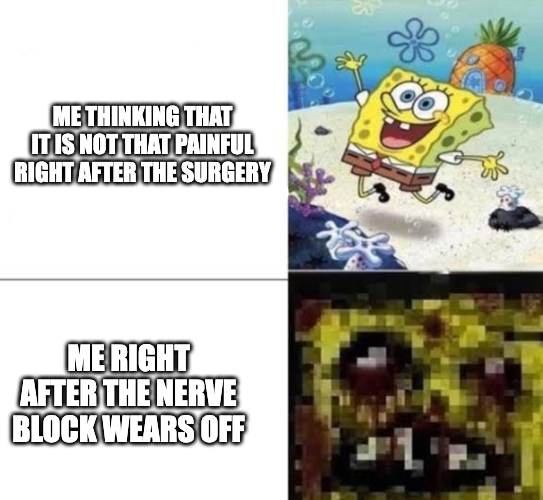 ME THINKING THAT
IT IS NOT THAT PAINFUL
RIGHT AFTER THE SURGERY
ME RIGHT
AFTER THE NERVE
BLOCK WEARS OFF